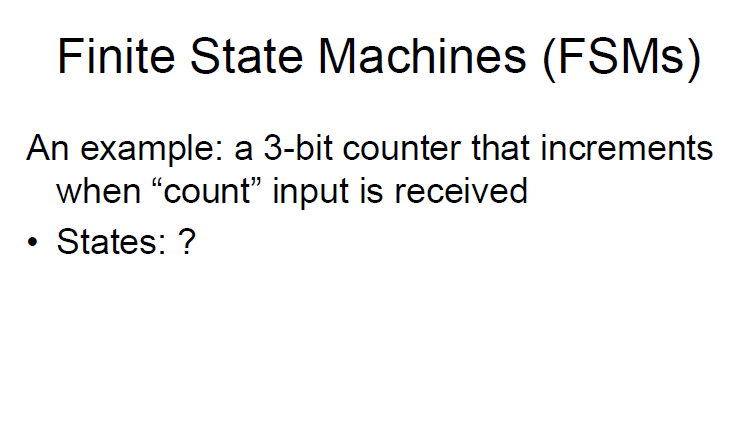 Finite State Machines (FSMs)
An example: a 3-bit counter that increments
when “count” input is received
• States: ?